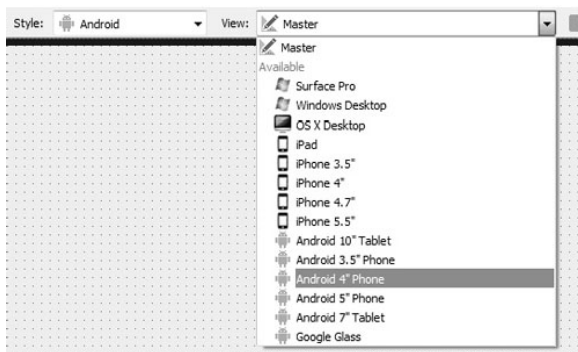 Style: Android View: Master
Master
Available
Surface Pro
Windows Desktop
OS X Desktop
iPad
iPhone 3.5"
iPhone 4"
iPhone 4.7"
iPhone 5.5"
Android 10" Tablet
Android 3.5" Phone
Android 4" Phone
Android 5" Phone
Android 7" Tablet
Google Glass